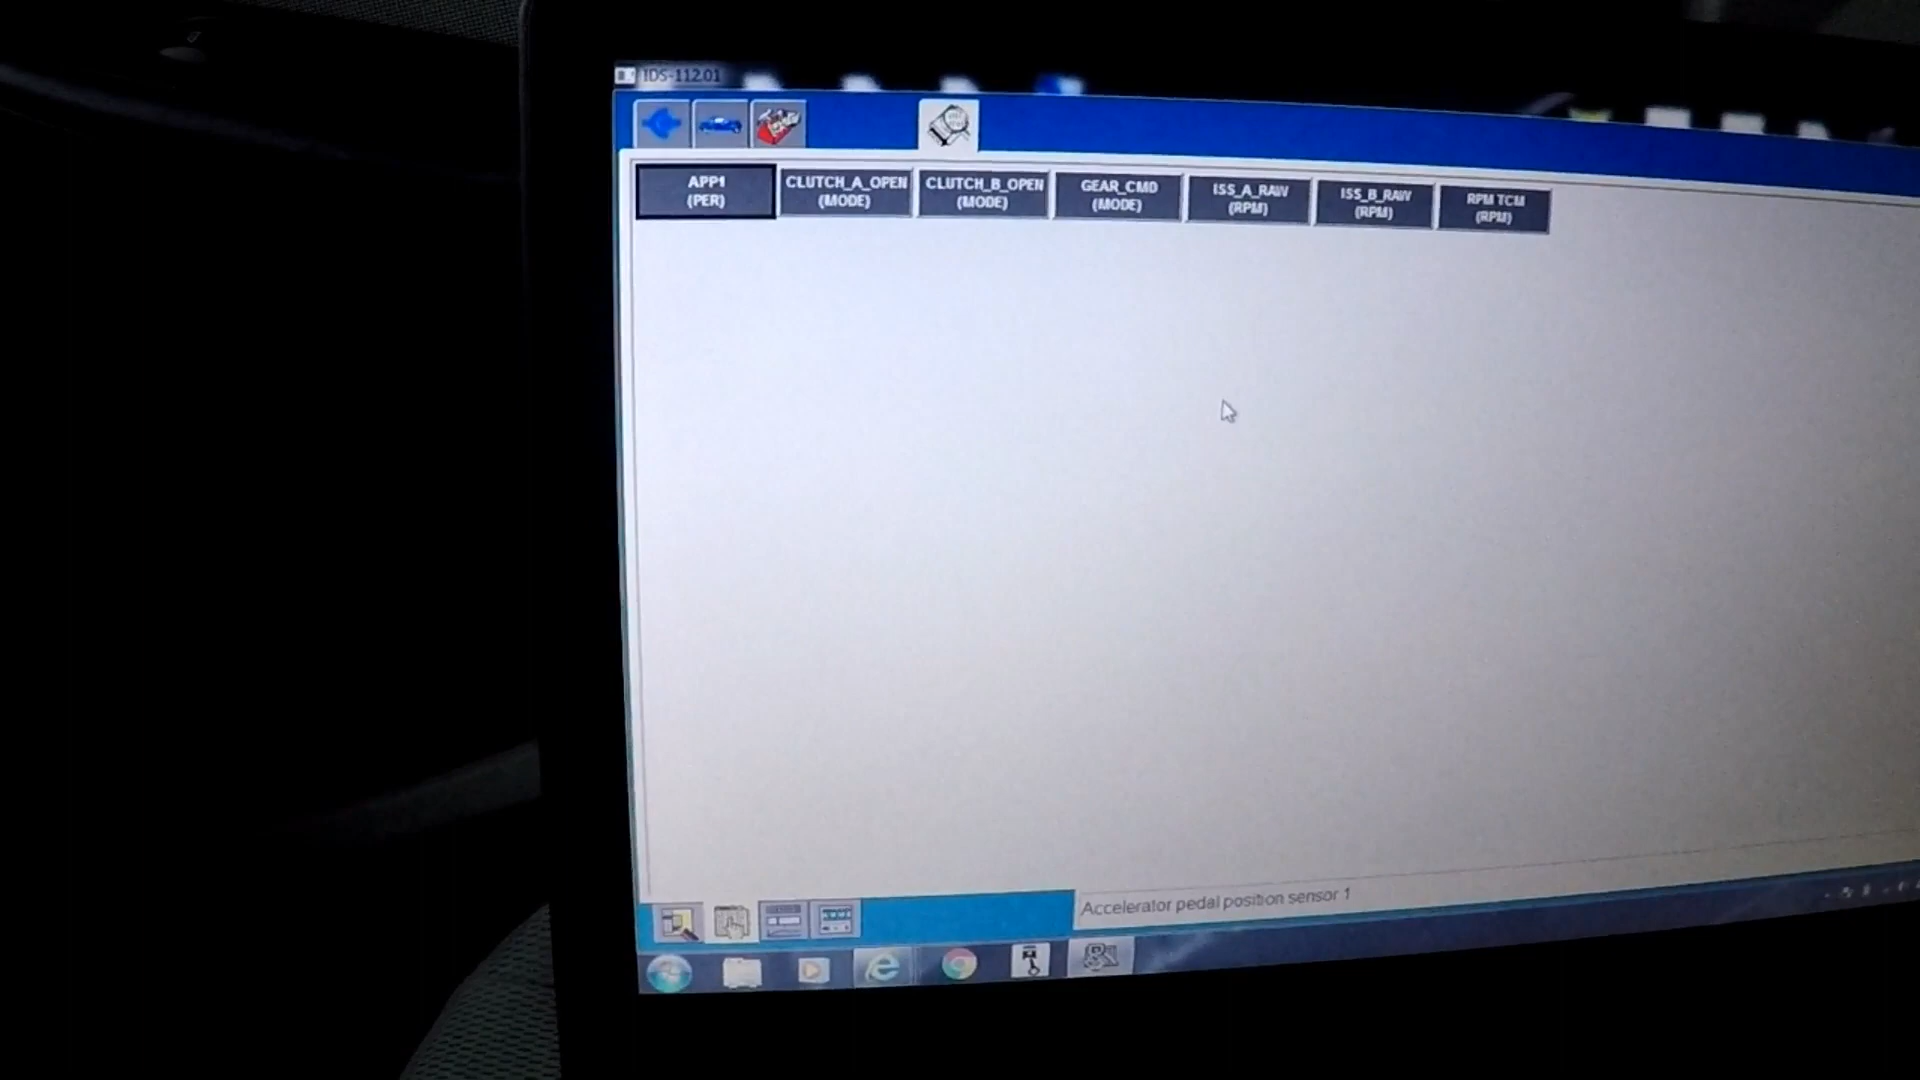 IDS-112.01
APP1
(PER)
CLUTCH_A_OPEN
(MODE)
CLUTCH_B_OPEN
(MODE)
GEAR_CMD
(MODE)
ISS_A_RAW
(RPM)
ISS_B_RAW
(RPM)
RPM TCM
(RPM)
Accelerator pedal position sensor 1